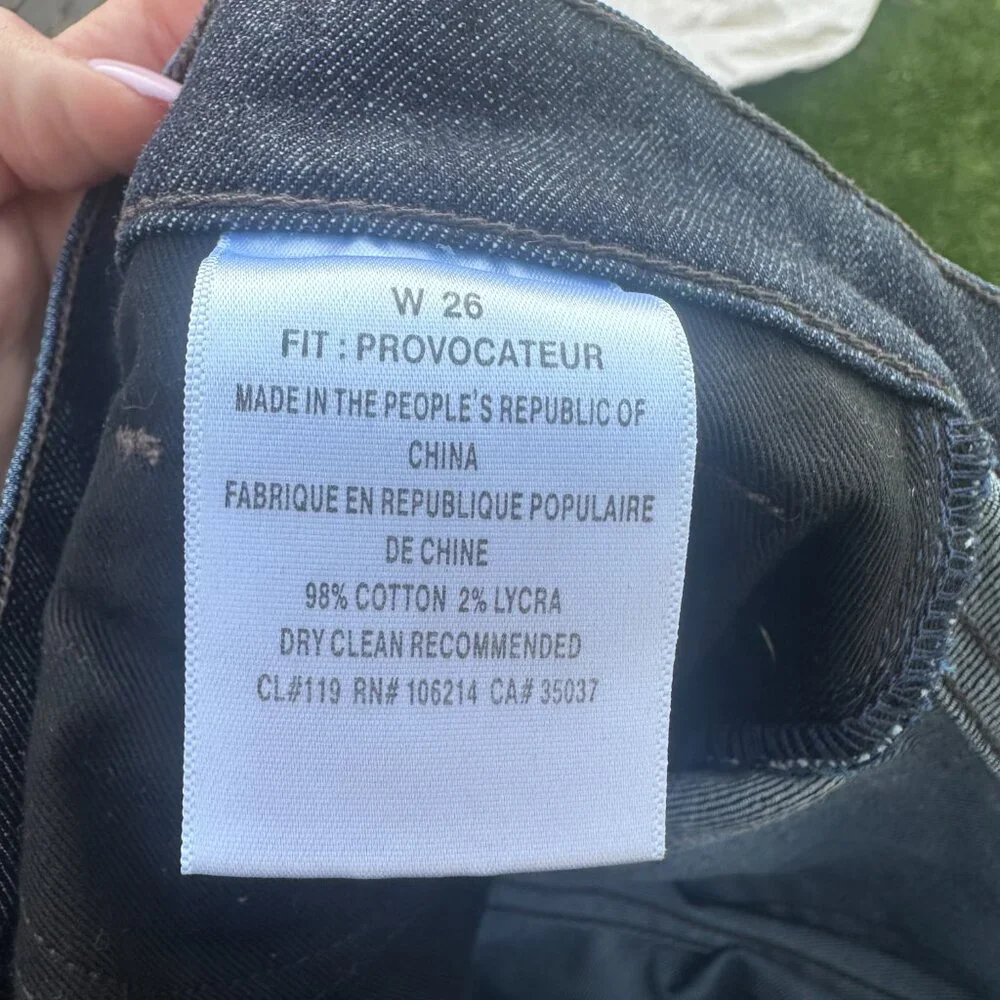 W 26
FIT : PROVOCATEUR
MADE IN THE PEOPLE'S REPUBLIC OF
CHINA
FABRIQUE EN REPUBLIQUE POPULAIRE
DE CHINE
98% COTTON 2% LYCRA
DRY CLEAN RECOMMENDED
CL#119 RN# 106214 CA# 35037